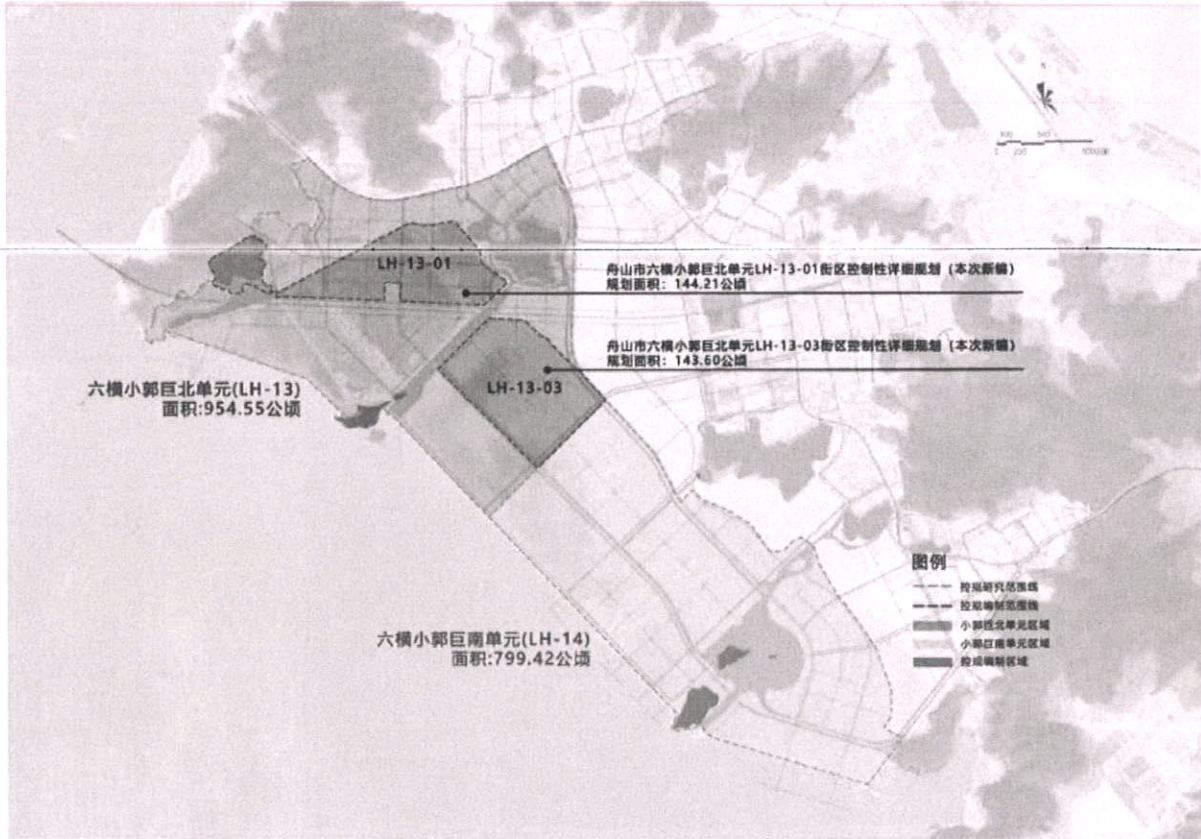 LH-13-01
舟山市六横小郭巨北单元LH-13-01街区控制性详细规划（本次新编）
规划面积：144.21公顷
舟山市六横小郭巨北单元LH-13-03街区控制性详细规划（本次新编）
规划面积：143.60公顷
LH-13-03
六横小郭巨北单元(LH-13)
面积:954.55公顷
六横小郭巨南单元(LH-14)
面积:799.42公顷
图例
控规研究范围线
控规编制范围线
小郭巨北单元区域
小郭巨南单元区域
控规编制区域